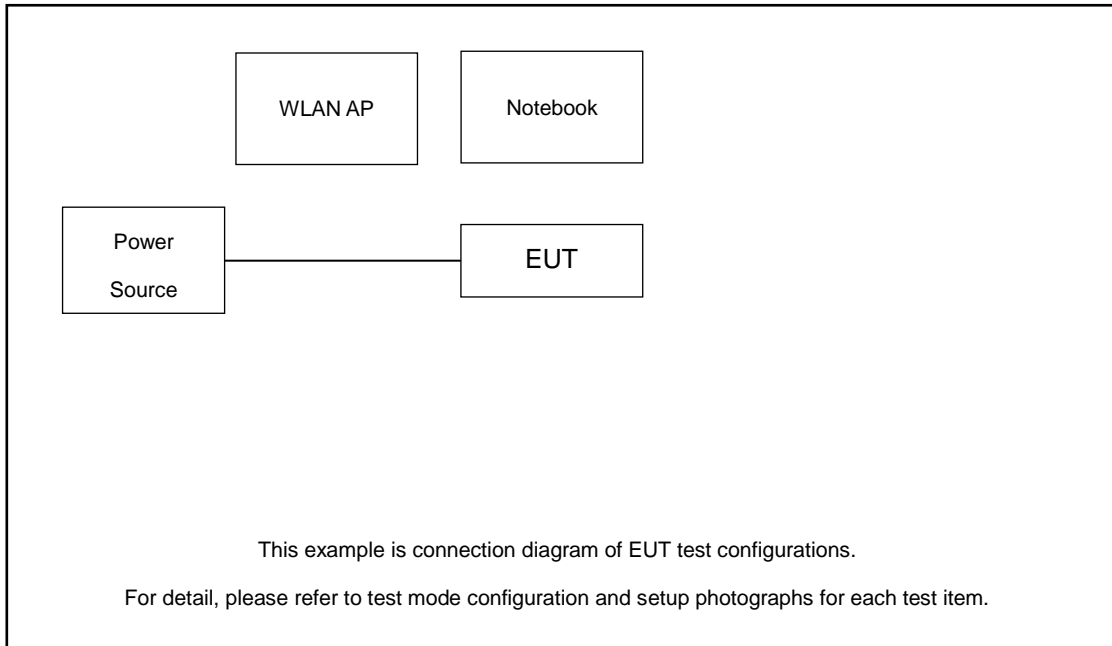 WLAN AP
Notebook
Power
Source
EUT
This example is connection diagram of EUT test configurations.
For detail, please refer to test mode configuration and setup photographs for each test item.